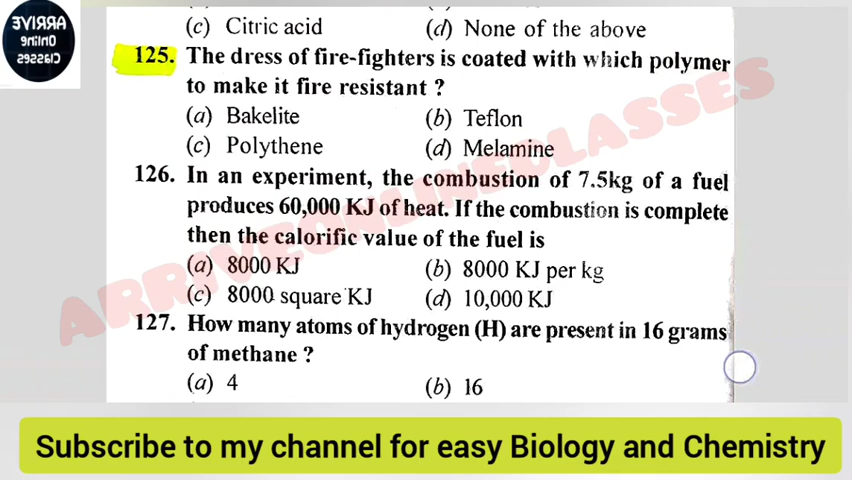 ARRIVE
Online
Classes
(c) Citric acid (d) None of the above
125. The dress of fire-fighters is coated with which polymer
to make it fire resistant ?
(a) Bakelite (b) Teflon
(c) Polythene (d) Melamine
126. In an experiment, the combustion of 7.5kg of a fuel
produces 60,000 KJ of heat. If the combustion is complete
then the calorific value of the fuel is
(a) 8000 KJ (b) 8000 KJ per kg
(c) 8000 square KJ (d) 10,000 KJ
127. How many atoms of hydrogen (H) are present in 16 grams
of methane ?
(a) 4 (b) 16
ARRIVEONLINESCLASSES
Subscribe to my channel for easy Biology and Chemistry